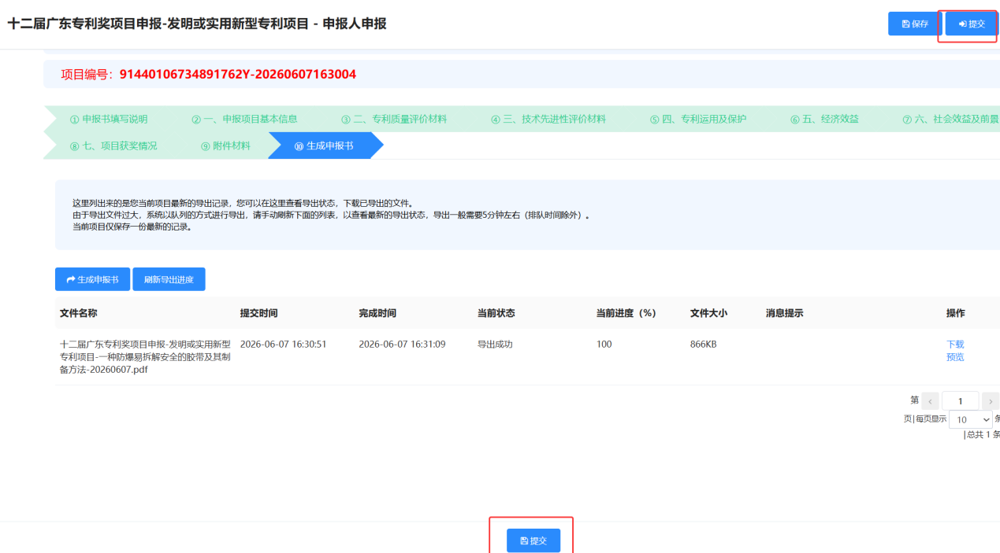 十二届广东专利奖项目申报-发明或实用新型专利项目 - 申报人申报
保存
提交
项目编号：91440106734891762Y-20260607163004
① 申报书填写说明
② 一、申报项目基本信息
③ 二、专利质量评价材料
④ 三、技术先进性评价材料
⑤ 四、专利运用及保护
⑥ 五、经济效益
⑦ 六、社会效益及前景
⑧ 七、项目获奖情况
⑨ 附件材料
⑩ 生成申报书
这里列出来的是您当前项目最新的导出记录，您可以在这里查看导出状态，下载已导出的文件。
由于导出文件过大，系统以队列的方式进行导出，请手动刷新下面的列表，以查看最新的导出状态，导出一般需要5分钟左右（排队时间除外）。
当前项目仅保存一份最新的记录。
生成申报书
刷新导出进度
文件名称 提交时间 完成时间 当前状态 当前进度（%） 文件大小 消息提示 操作
十二届广东专利奖项目申报-发明或实用新型 2026-06-07 16:30:51 2026-06-07 16:31:09 导出成功 100 866KB 下载
专利项目-一种防爆易拆解安全的胶带及其制 预览
备方法-20260607.pdf
第 < 1 >
页|每页显示 10 条
|总共 1 条
提交